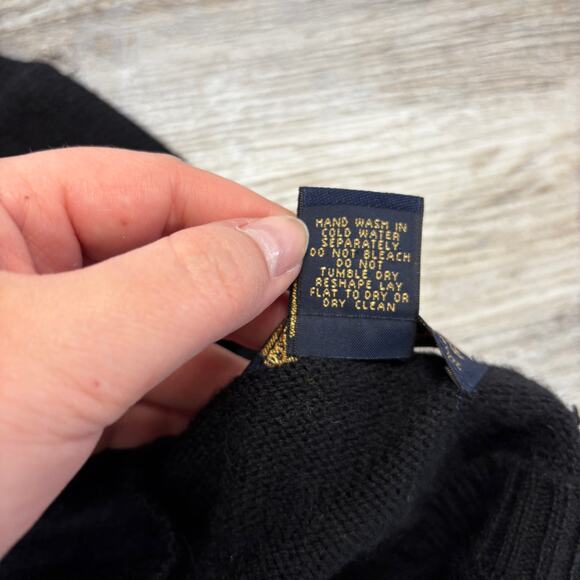 HAND WASH IN
COLD WATER
SEPARATELY
DO NOT BLEACH
DO NOT
TUMBLE DRY
RESHAPE LAY
FLAT TO DRY OR
DRY CLEAN